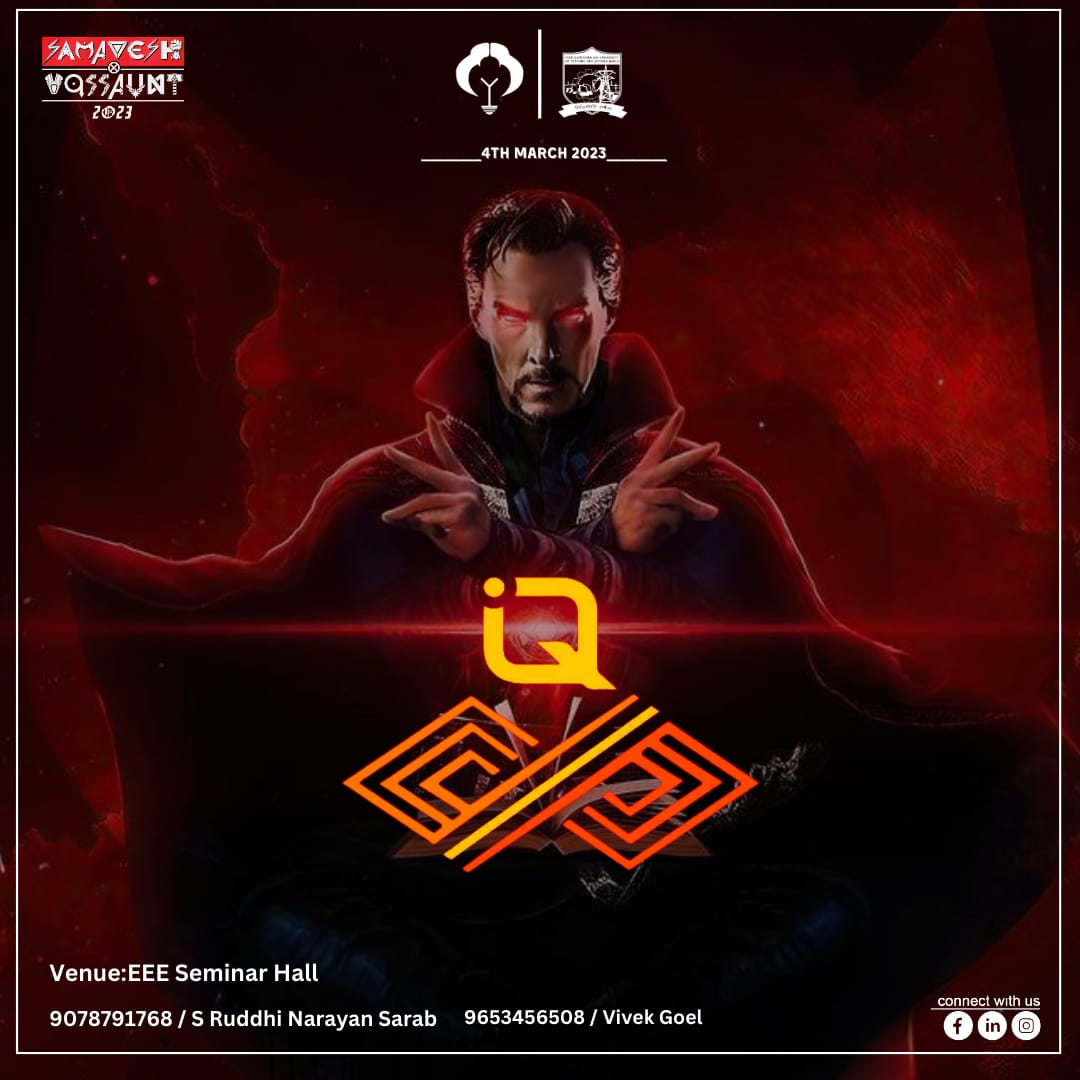 SAMAVESH
VASSAUNT
2023
4TH MARCH 2023
iQ
Venue:EEE Seminar Hall
9078791768 / S Ruddhi Narayan Sarab
9653456508 / Vivek Goel
connect with us